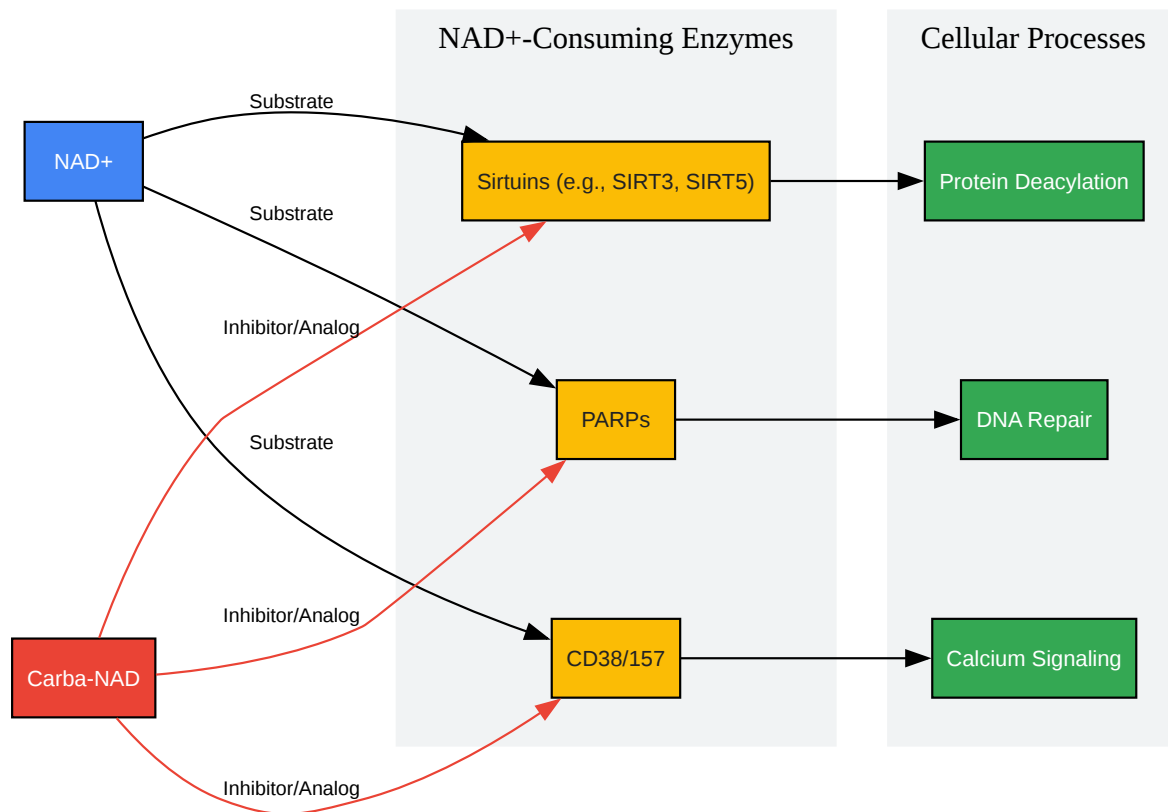 NAD+-Consuming Enzymes
Cellular Processes
Substrate
NAD+
Sirtuins (e.g., SIRT3, SIRT5)
Protein Deacylation
Substrate
Inhibitor/Analog
PARPs
DNA Repair
Substrate
Inhibitor/Analog
CD38/157
Calcium Signaling
Carba-NAD
Inhibitor/Analog